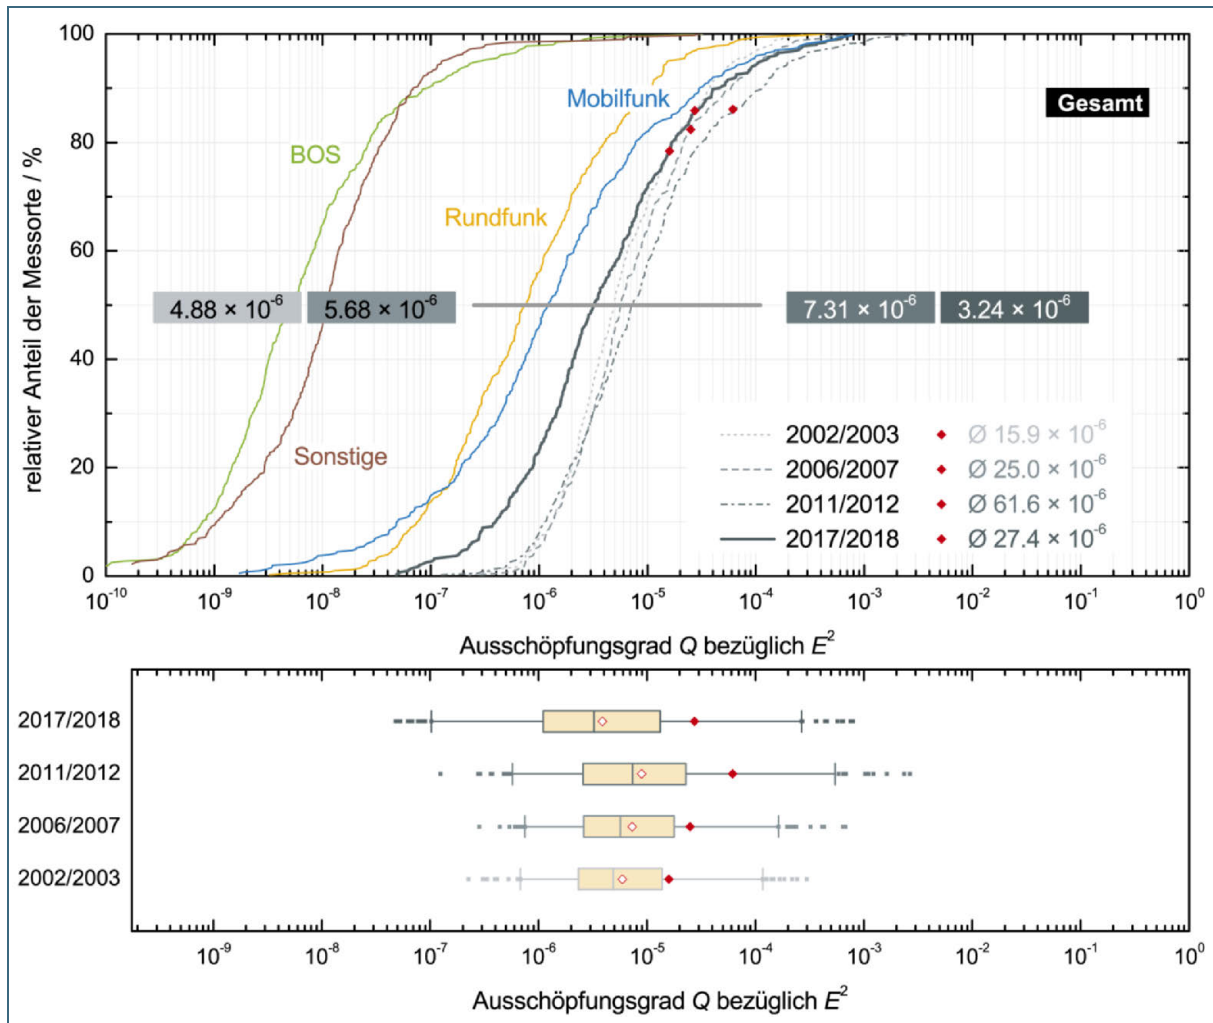 100
80
60
40
20
0
relativer Anteil der Messorte / %
BOS
Mobilfunk
Gesamt
Rundfunk
4.88 × 10⁻⁶ 5.68 × 10⁻⁶ 7.31 × 10⁻⁶ 3.24 × 10⁻⁶
Sonstige
2002/2003 Ø 15.9 × 10⁻⁶
2006/2007 Ø 25.0 × 10⁻⁶
2011/2012 Ø 61.6 × 10⁻⁶
2017/2018 Ø 27.4 × 10⁻⁶
10⁻¹⁰ 10⁻⁹ 10⁻⁸ 10⁻⁷ 10⁻⁶ 10⁻⁵ 10⁻⁴ 10⁻³ 10⁻² 10⁻¹ 10⁰
Ausschöpfungsgrad Q bezüglich E²
2017/2018
2011/2012
2006/2007
2002/2003
10⁻⁹ 10⁻⁸ 10⁻⁷ 10⁻⁶ 10⁻⁵ 10⁻⁴ 10⁻³ 10⁻² 10⁻¹ 10⁰
Ausschöpfungsgrad Q bezüglich E²